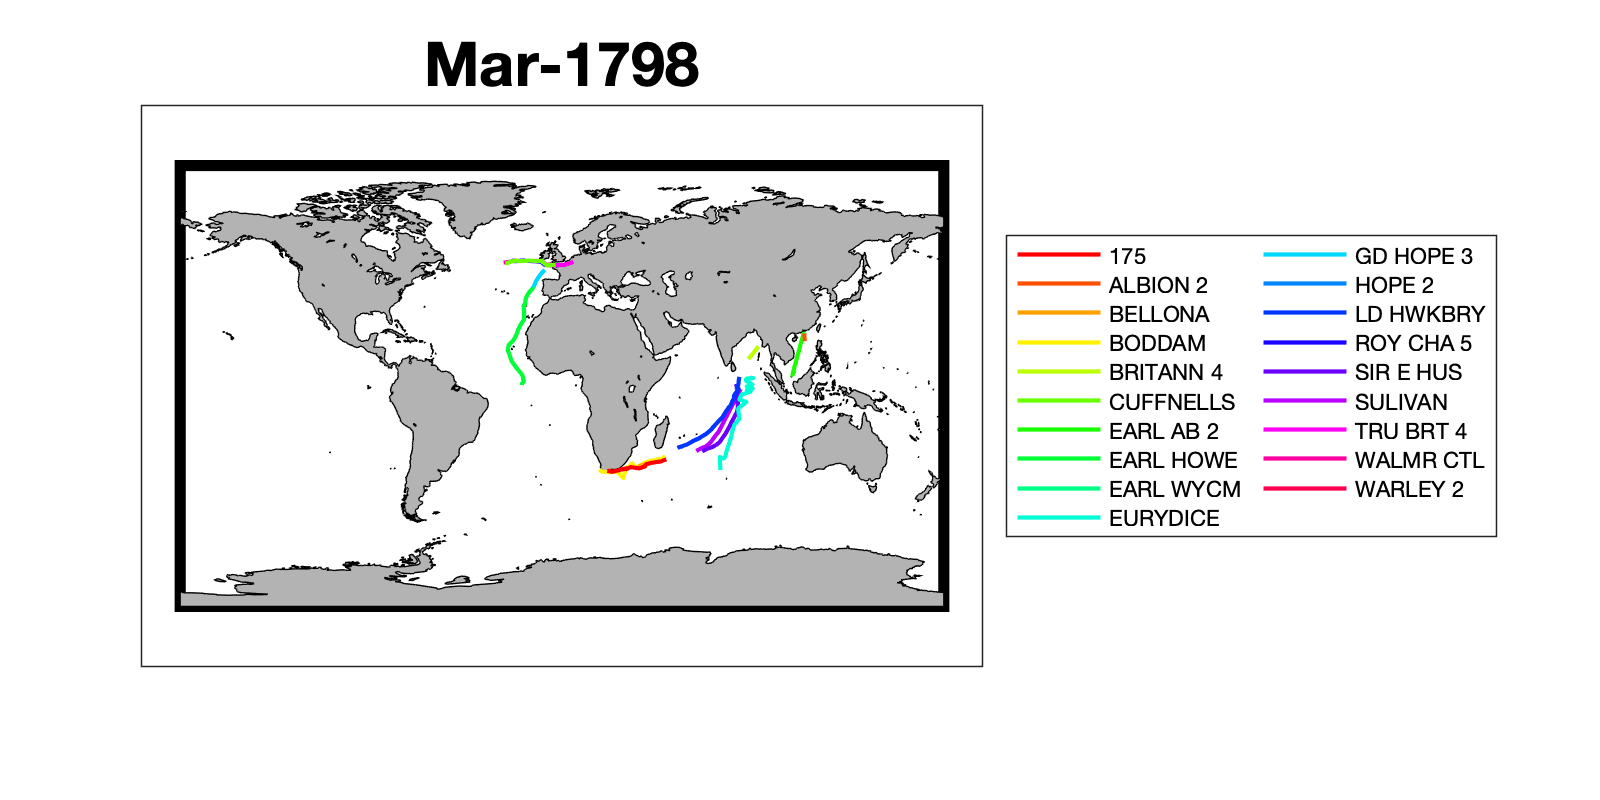 Mar-1798
175
ALBION 2
BELLONA
BODDAM
BRITANN 4
CUFFNELLS
EARL AB 2
EARL HOWE
EARL WYCM
EURYDICE
GD HOPE 3
HOPE 2
LD HWKBRY
ROY CHA 5
SIR E HUS
SULIVAN
TRU BRT 4
WALMR CTL
WARLEY 2